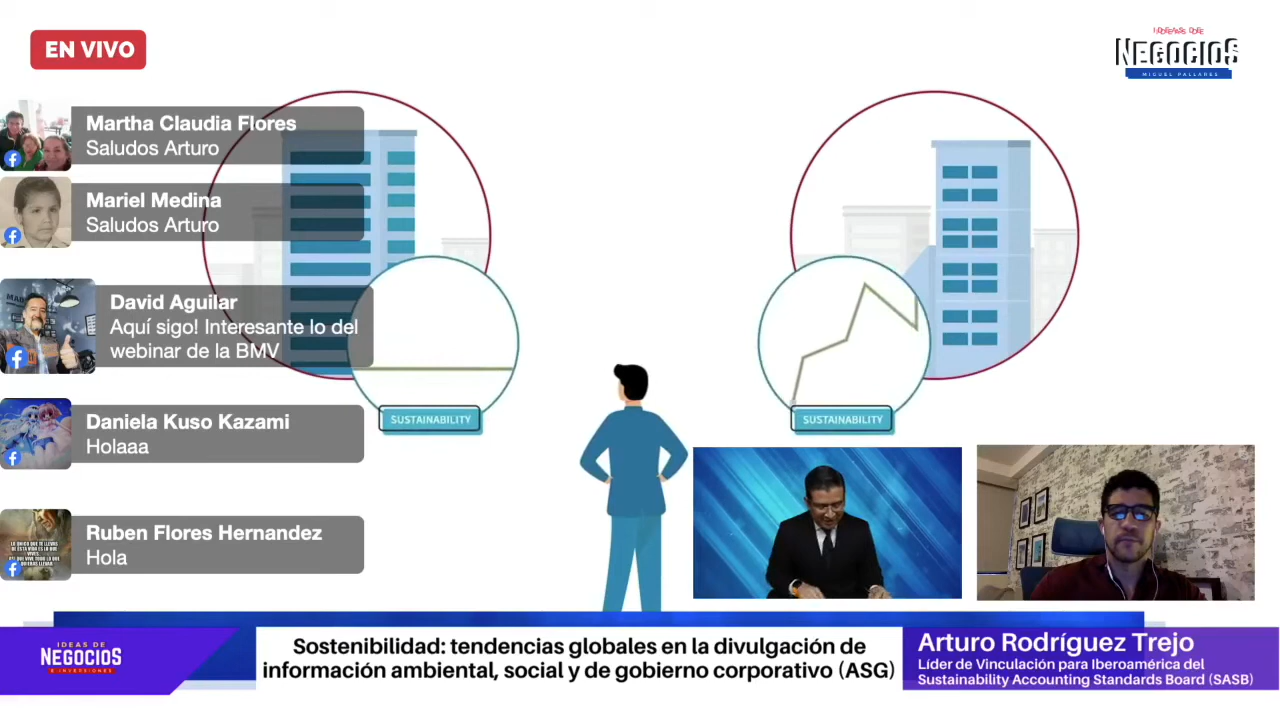 EN VIVO
IDEAS DE
NEGOCIOS
MIGUEL PALLARES
Martha Claudia Flores
Saludos Arturo
Mariel Medina
Saludos Arturo
David Aguilar
Aquí sigo! Interesante lo del
webinar de la BMV
Daniela Kuso Kazami
Holaaa
Ruben Flores Hernandez
Hola
SUSTAINABILITY
SUSTAINABILITY
IDEAS DE
NEGOCIOS
E INVERSIONES
Sostenibilidad: tendencias globales en la divulgación de
información ambiental, social y de gobierno corporativo (ASG)
Arturo Rodríguez Trejo
Líder de Vinculación para Iberoamérica del
Sustainability Accounting Standards Board (SASB)